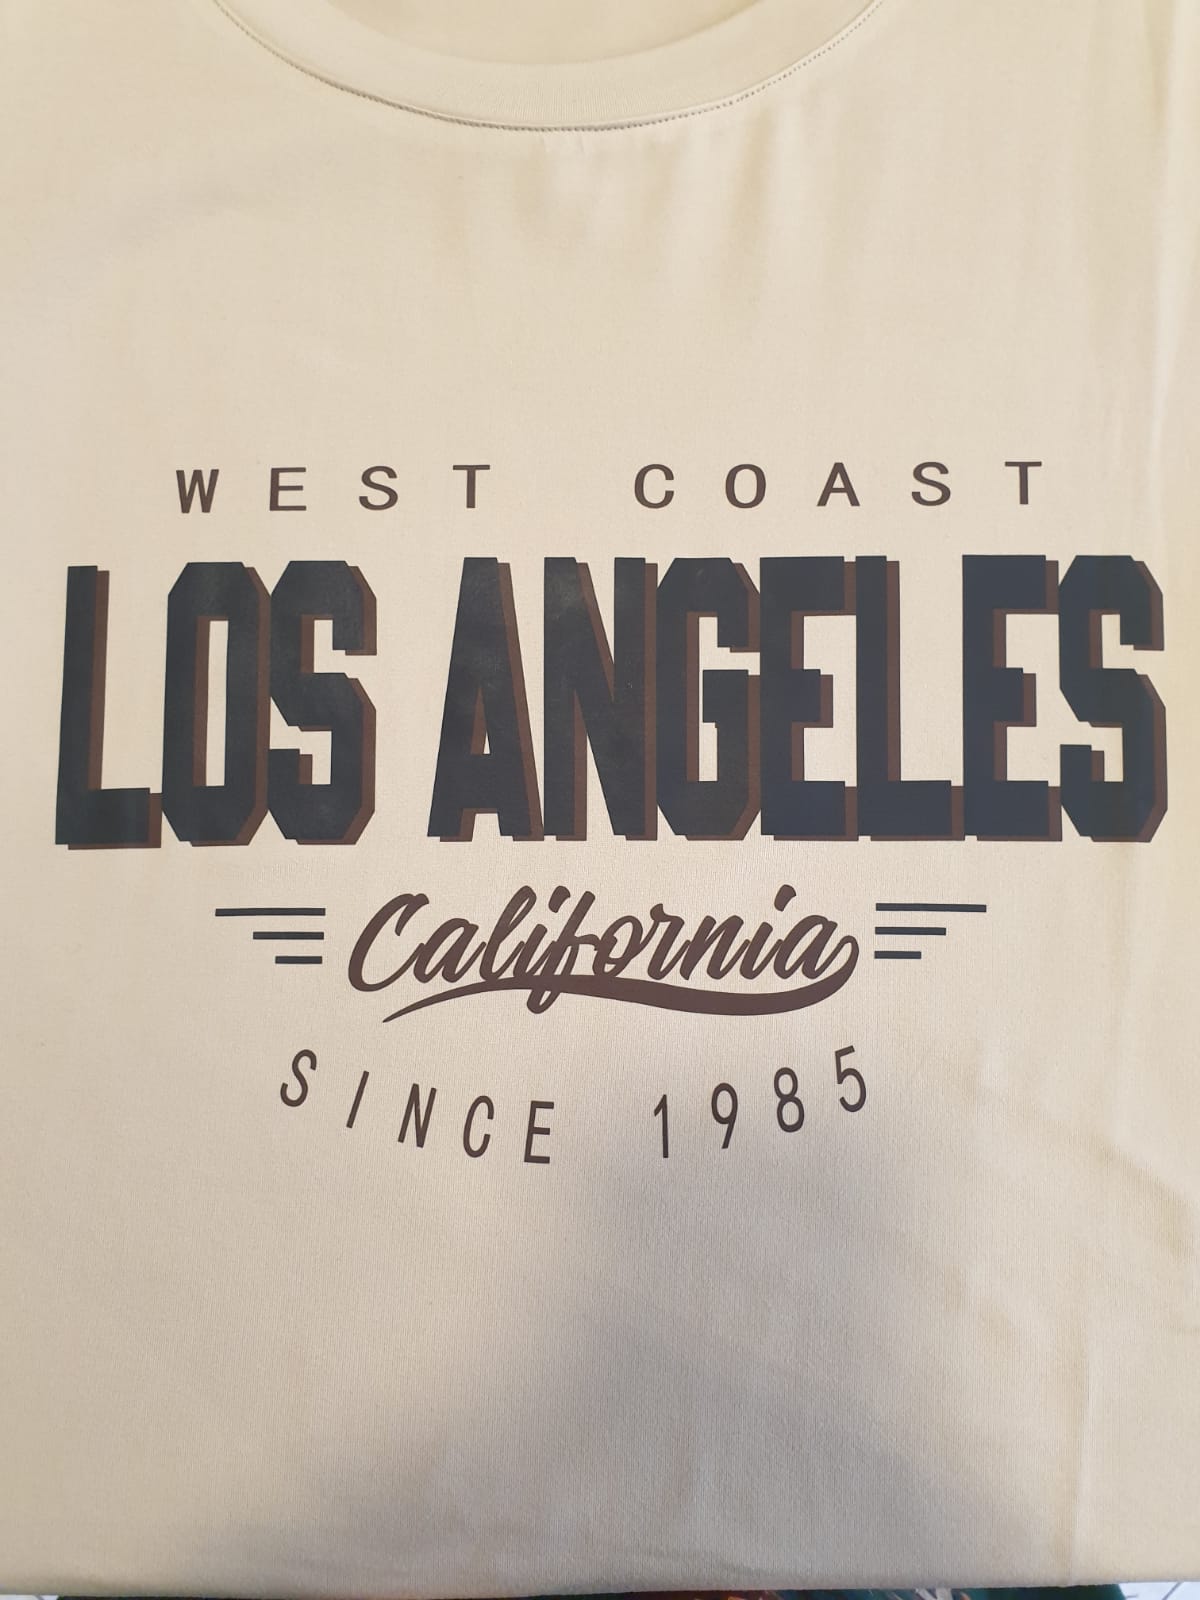 WEST COAST
LOS ANGELES
California
SINCE 1985